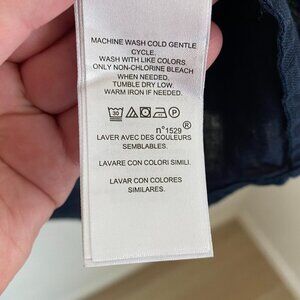 MACHINE WASH COLD GENTLE
CYCLE.
WASH WITH LIKE COLORS.
ONLY NON-CHLORINE BLEACH
WHEN NEEDED.
TUMBLE DRY LOW.
WARM IRON IF NEEDED.
30 P
n°1529®
LAVER AVEC DES COULEURS
SEMBLABLES.
LAVARE CON COLORI SIMILI.
LAVAR CON COLORES
SIMILARES.